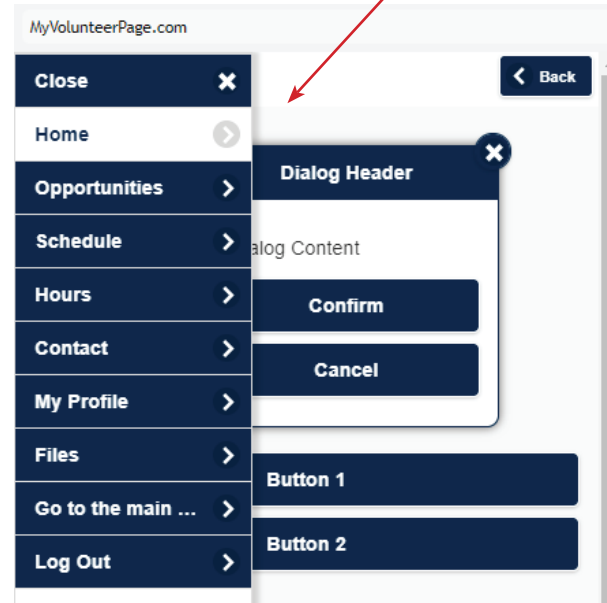 MyVolunteerPage.com
Close
Back
Home
Dialog Header
Opportunities
Schedule
alog Content
Hours
Confirm
Contact
Cancel
My Profile
Files
Button 1
Go to the main ...
Button 2
Log Out